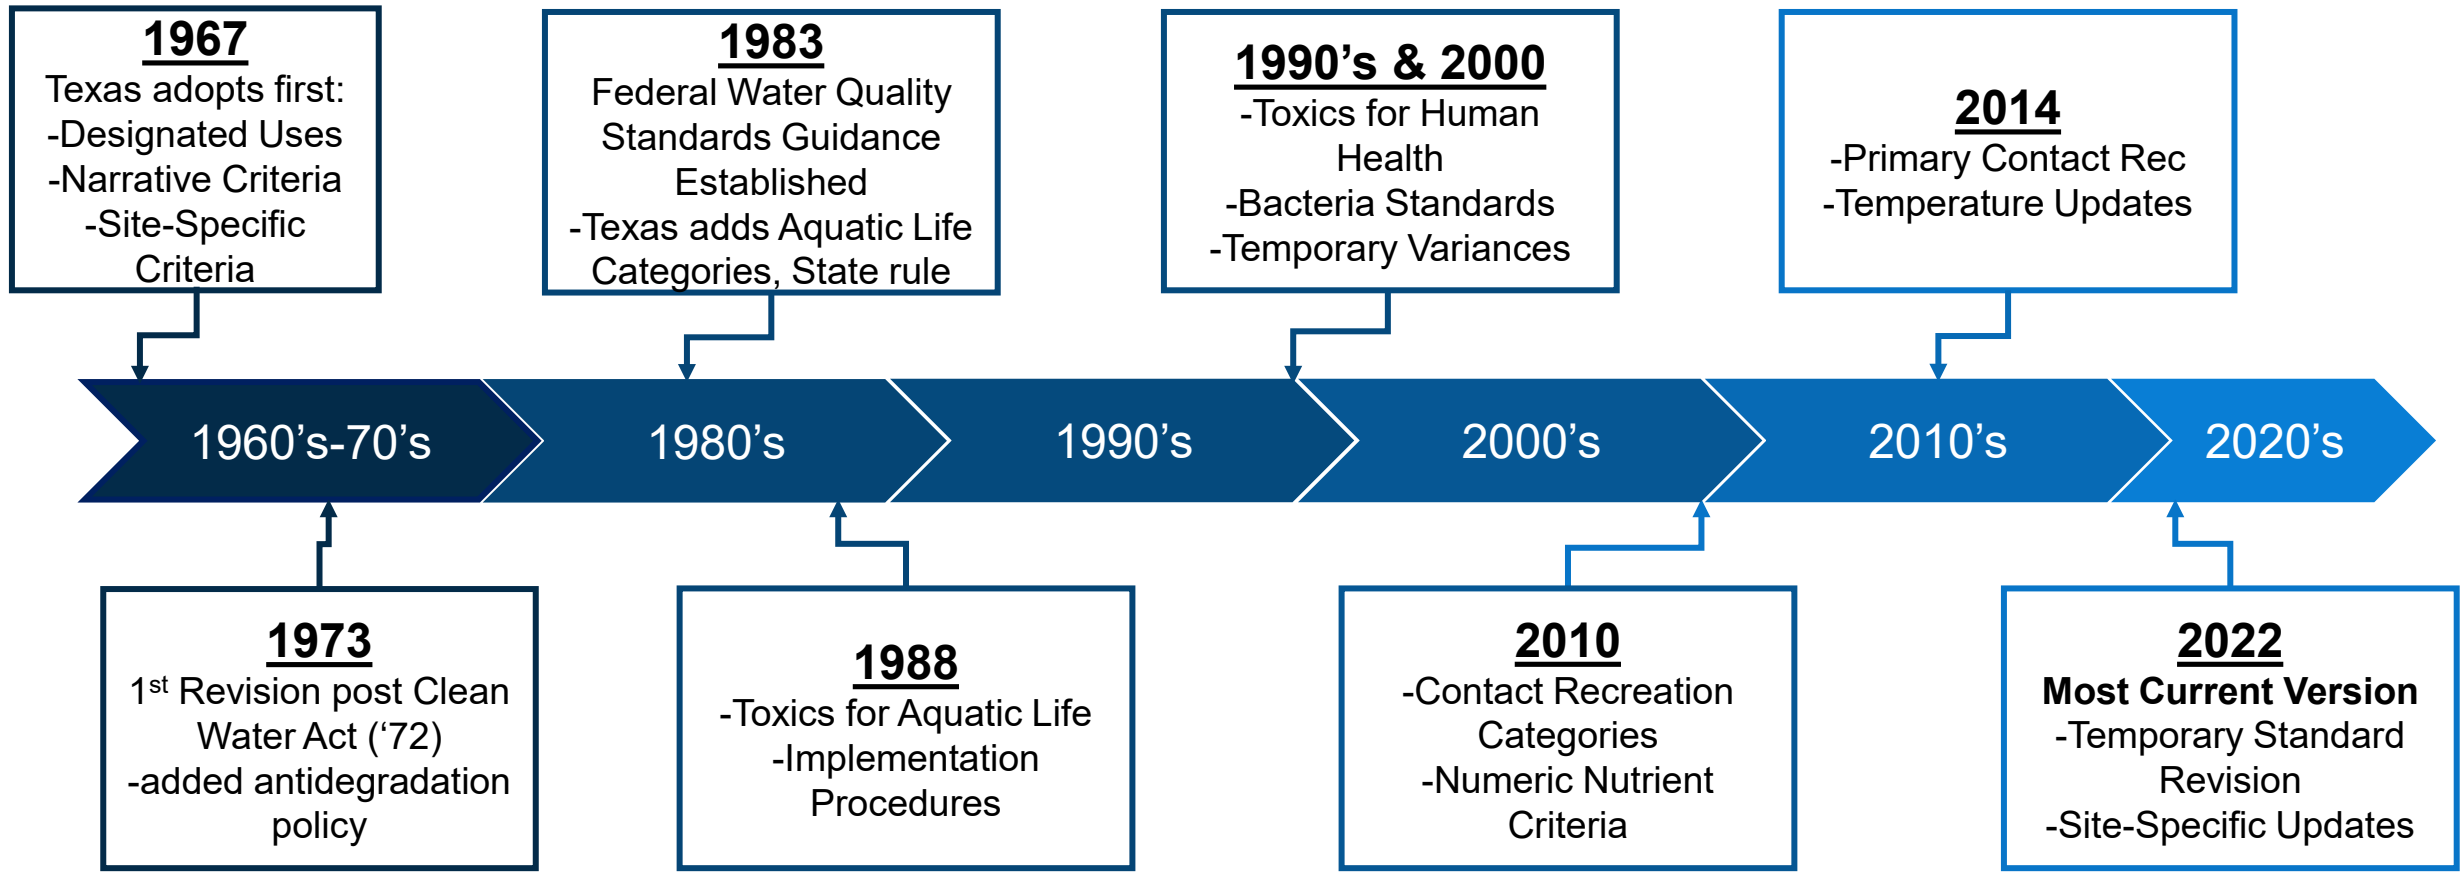 1967
Texas adopts first:
-Designated Uses
-Narrative Criteria
-Site-Specific
Criteria
1983
Federal Water Quality
Standards Guidance
Established
-Texas adds Aquatic Life
Categories, State rule
1990’s & 2000
-Toxics for Human
Health
-Bacteria Standards
-Temporary Variances
2014
-Primary Contact Rec
-Temperature Updates
1960’s-70’s
1980’s
1990’s
2000’s
2010’s
2020’s
1973
1st Revision post Clean
Water Act (‘72)
-added antidegradation
policy
1988
-Toxics for Aquatic Life
-Implementation
Procedures
2010
-Contact Recreation
Categories
-Numeric Nutrient
Criteria
2022
Most Current Version
-Temporary Standard
Revision
-Site-Specific Updates